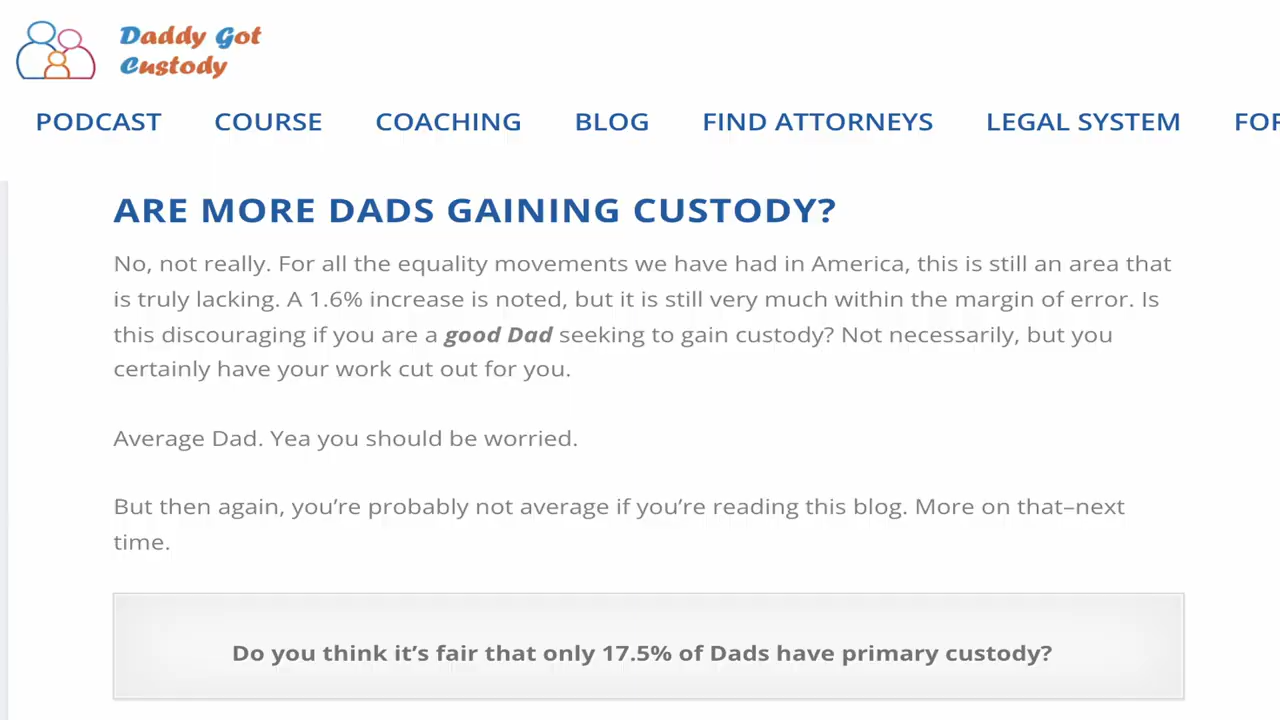 Daddy Got
Custody
PODCAST COURSE COACHING BLOG FIND ATTORNEYS LEGAL SYSTEM
ARE MORE DADS GAINING CUSTODY?
No, not really. For all the equality movements we have had in America, this is still an area that
is truly lacking. A 1.6% increase is noted, but it is still very much within the margin of error. Is
this discouraging if you are a good Dad seeking to gain custody? Not necessarily, but you
certainly have your work cut out for you.
Average Dad. Yea you should be worried.
But then again, you’re probably not average if you’re reading this blog. More on that–next
time.
Do you think it’s fair that only 17.5% of Dads have primary custody?